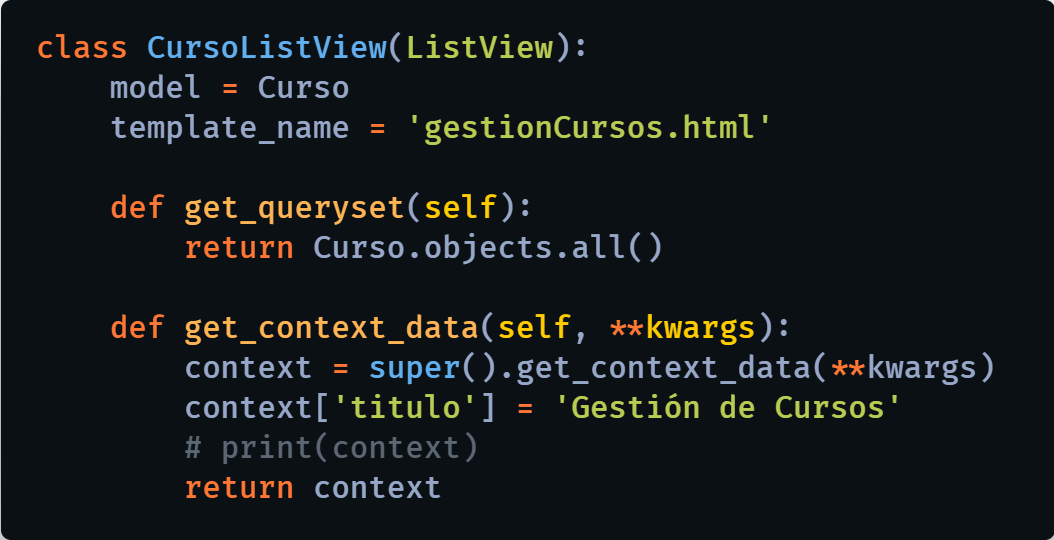 class CursoListView(ListView):
    model = Curso
    template_name = 'gestionCursos.html'

    def get_queryset(self):
        return Curso.objects.all()

    def get_context_data(self, **kwargs):
        context = super().get_context_data(**kwargs)
        context['titulo'] = 'Gestión de Cursos'
        # print(context)
        return context